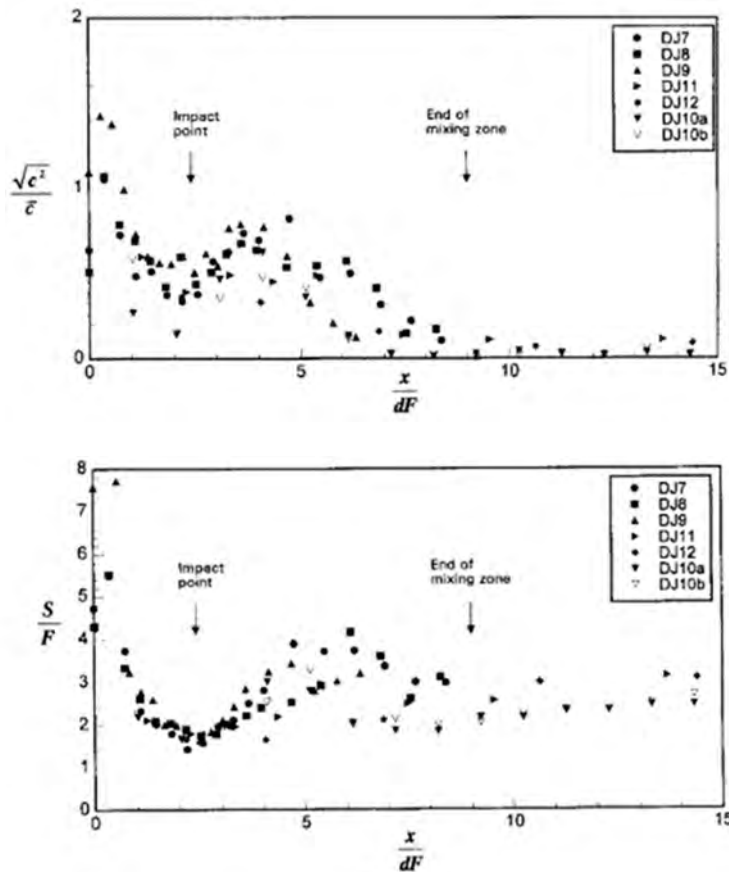 2
DJ7
DJ8
DJ9
DJ11
DJ12
DJ10a
DJ10b
Impact
point
End of
mixing zone
√c²
c̄
1
0
0
5
10
15
x
dF
8
DJ7
DJ8
DJ9
DJ11
DJ12
DJ10a
DJ10b
7
6
Impact
point
End of
mixing zone
5
S
F
4
3
2
1
0
0
5
10
15
x
dF